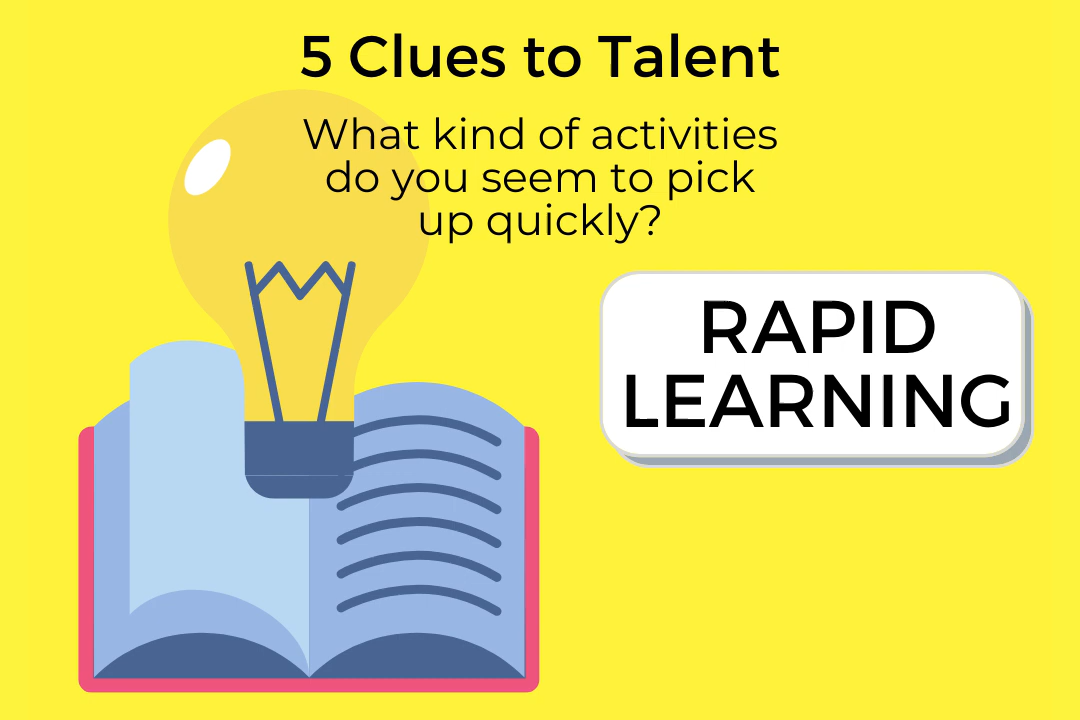 5 Clues to Talent
What kind of activities
do you seem to pick
up quickly?
RAPID
LEARNING